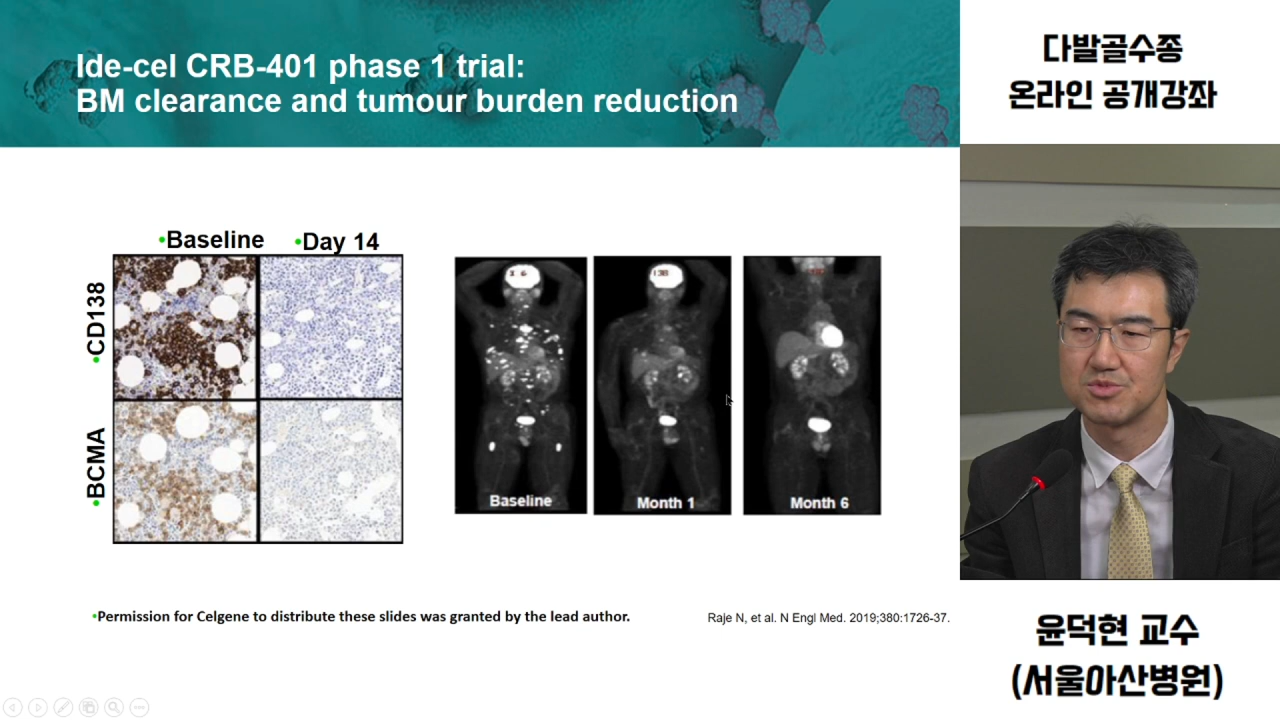 Ide-cel CRB-401 phase 1 trial:
BM clearance and tumour burden reduction
•Baseline
•Day 14
•CD138
•BCMA
Baseline
Month 1
Month 6
•Permission for Celgene to distribute these slides was granted by the lead author.
Raje N, et al. N Engl Med. 2019;380:1726-37.
다발골수종
온라인 공개강좌
윤덕현 교수
(서울아산병원)